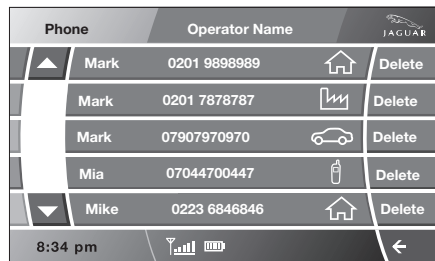 Phone Operator Name JAGUAR
Mark 0201 9898989 Delete
Mark 0201 7878787 Delete
Mark 07907970970 Delete
Mia 07044700447 Delete
Mike 0223 6846846 Delete
8:34 pm